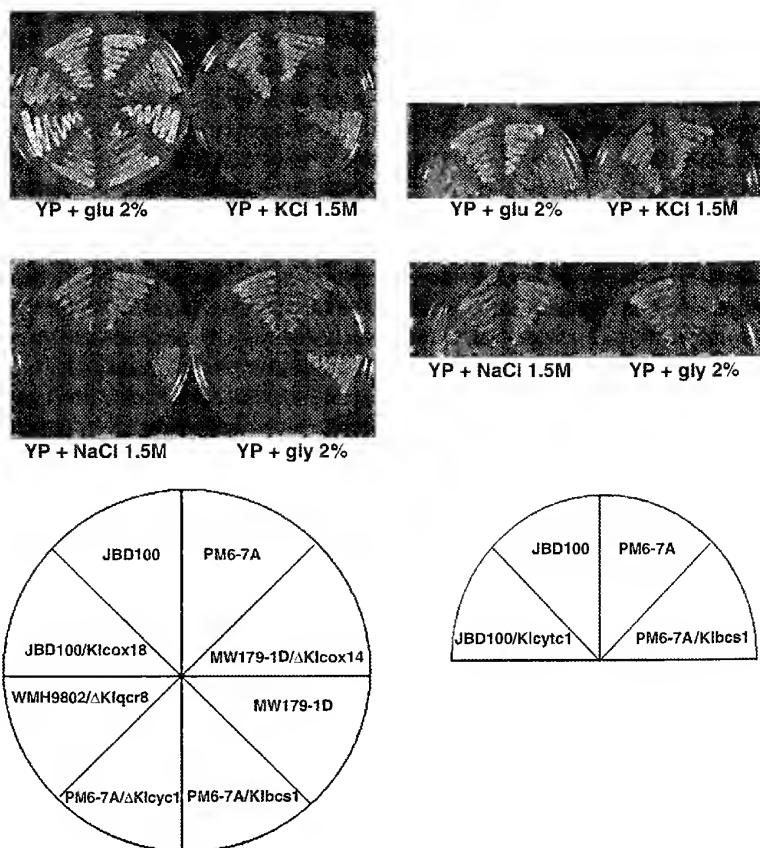 YP + glu 2% YP + KCl 1.5M
YP + glu 2% YP + KCl 1.5M
YP + NaCl 1.5M YP + gly 2%
YP + NaCl 1.5M YP + gly 2%
JBD100 PM6-7A
JBD100/Klcox18 MW179-1D/ΔKlcox14
WMH9802/ΔKlqcr8 MW179-1D
PM6-7A/ΔKlcyc1 PM6-7A/Klbcs1
JBD100 PM6-7A
JBD100/Klcytc1 PM6-7A/Klbcs1